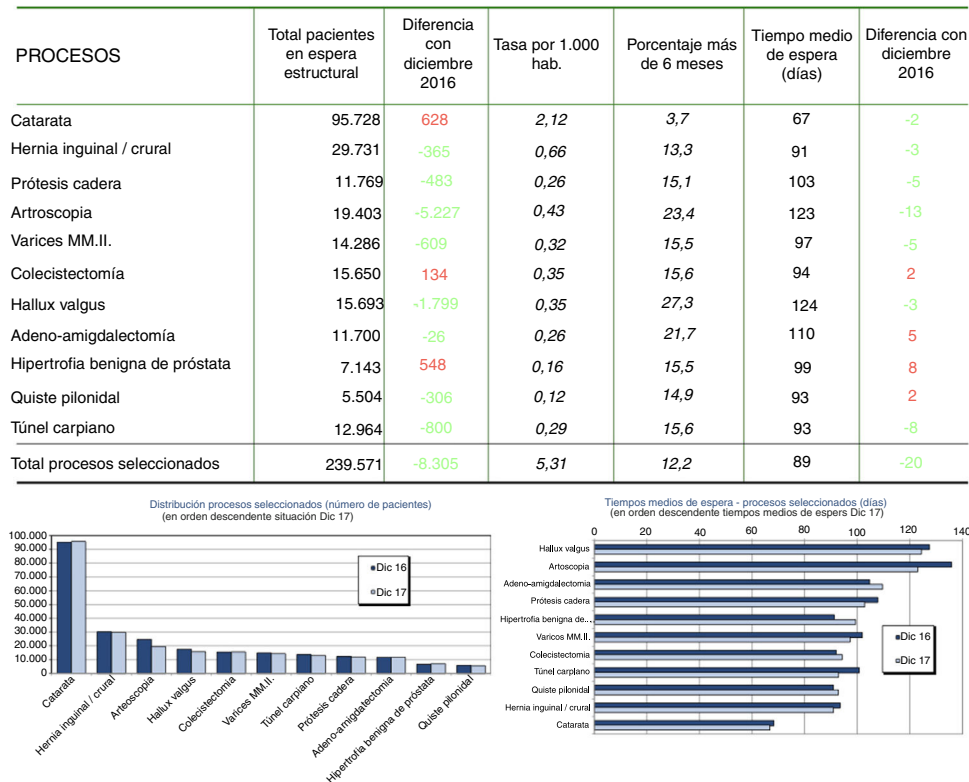 PROCESOS
Total pacientes en espera estructural
Diferencia con diciembre 2016
Tasa por 1.000 hab.
Porcentaje más de 6 meses
Tiempo medio de espera (días)
Diferencia con diciembre 2016
Catarata 95.728 628 2,12 3,7 67 -2
Hernia inguinal / crural 29.731 -365 0,66 13,3 91 -3
Prótesis cadera 11.769 -483 0,26 15,1 103 -5
Artroscopia 19.403 -5.227 0,43 23,4 123 -13
Varices MM.II. 14.286 -609 0,32 15,5 97 -5
Colecistectomía 15.650 134 0,35 15,6 94 2
Hallux valgus 15.693 -1.799 0,35 27,3 124 -3
Adeno-amigdalectomía 11.700 -26 0,26 21,7 110 5
Hipertrofia benigna de próstata 7.143 548 0,16 15,5 99 8
Quiste pilonidal 5.504 -306 0,12 14,9 93 2
Túnel carpiano 12.964 -800 0,29 15,6 93 -8
Total procesos seleccionados 239.571 -8.305 5,31 12,2 89 -20
Distribución procesos seleccionados (número de pacientes)
(en orden descendente situación Dic 17)
100.000
90.000
80.000
70.000
60.000
50.000
40.000
30.000
20.000
10.000
0
Dic 16
Dic 17
Catarata
Hernia inguinal / crural
Arteoscopia
Hallux valgus
Colecistectomia
Varices MM.II.
Túnel carpiano
Prótesis cadera
Adeno-amigdatectomia
Hipertrofia benigna de próstata
Quiste pilonidal
Tiempos medios de espera - procesos seleccionados (días)
(en orden descendente tiempos medios de espers Dic 17)
0 20 40 60 80 100 120 140
Hallux valgus
Artoscopia
Adeno-amigdalectomia
Prótesis cadera
Hipertrofia benigna de...
Varicos MM.II.
Colecistectomia
Túnel carplano
Quiste pilonidal
Hernia inguinal / crural
Catarata
Dic 16
Dic 17